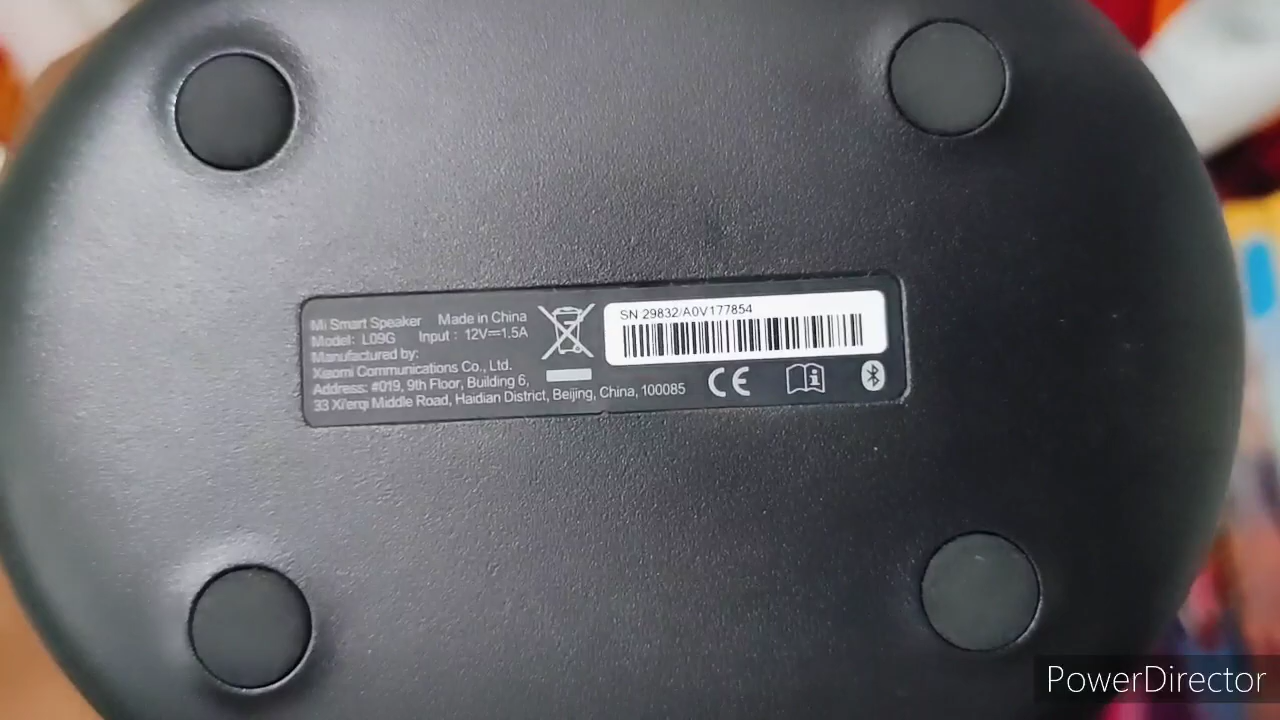 Mi Smart Speaker Made in China
Model: L09G Input : 12V⎓1.5A
Manufactured by:
Xiaomi Communications Co., Ltd.
Address: #019, 9th Floor, Building 6,
33 Xi'erqi Middle Road, Haidian District, Beijing, China, 100085
SN 29832/A0V177854
CE
PowerDirector